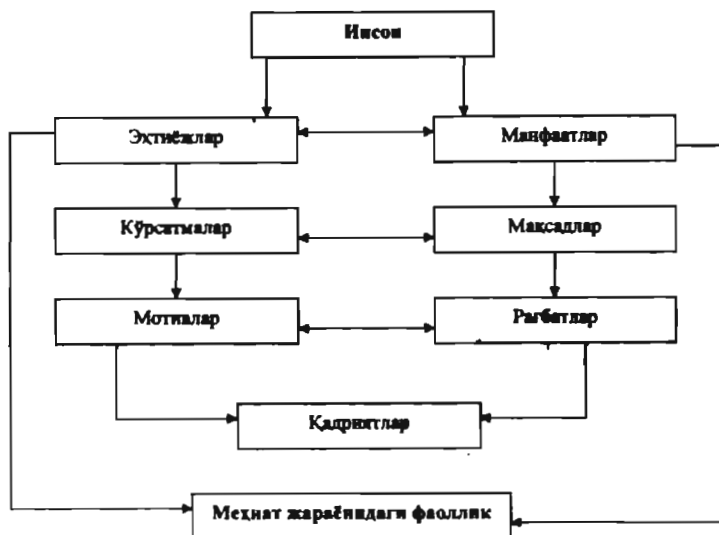 Инсон
Эҳтиёжлар
Манфаатлар
Кўрсатмалар
Мақсадлар
Мотивлар
Рағбатлар
Қадриятлар
Меҳнат жараёнидаги фаоллик